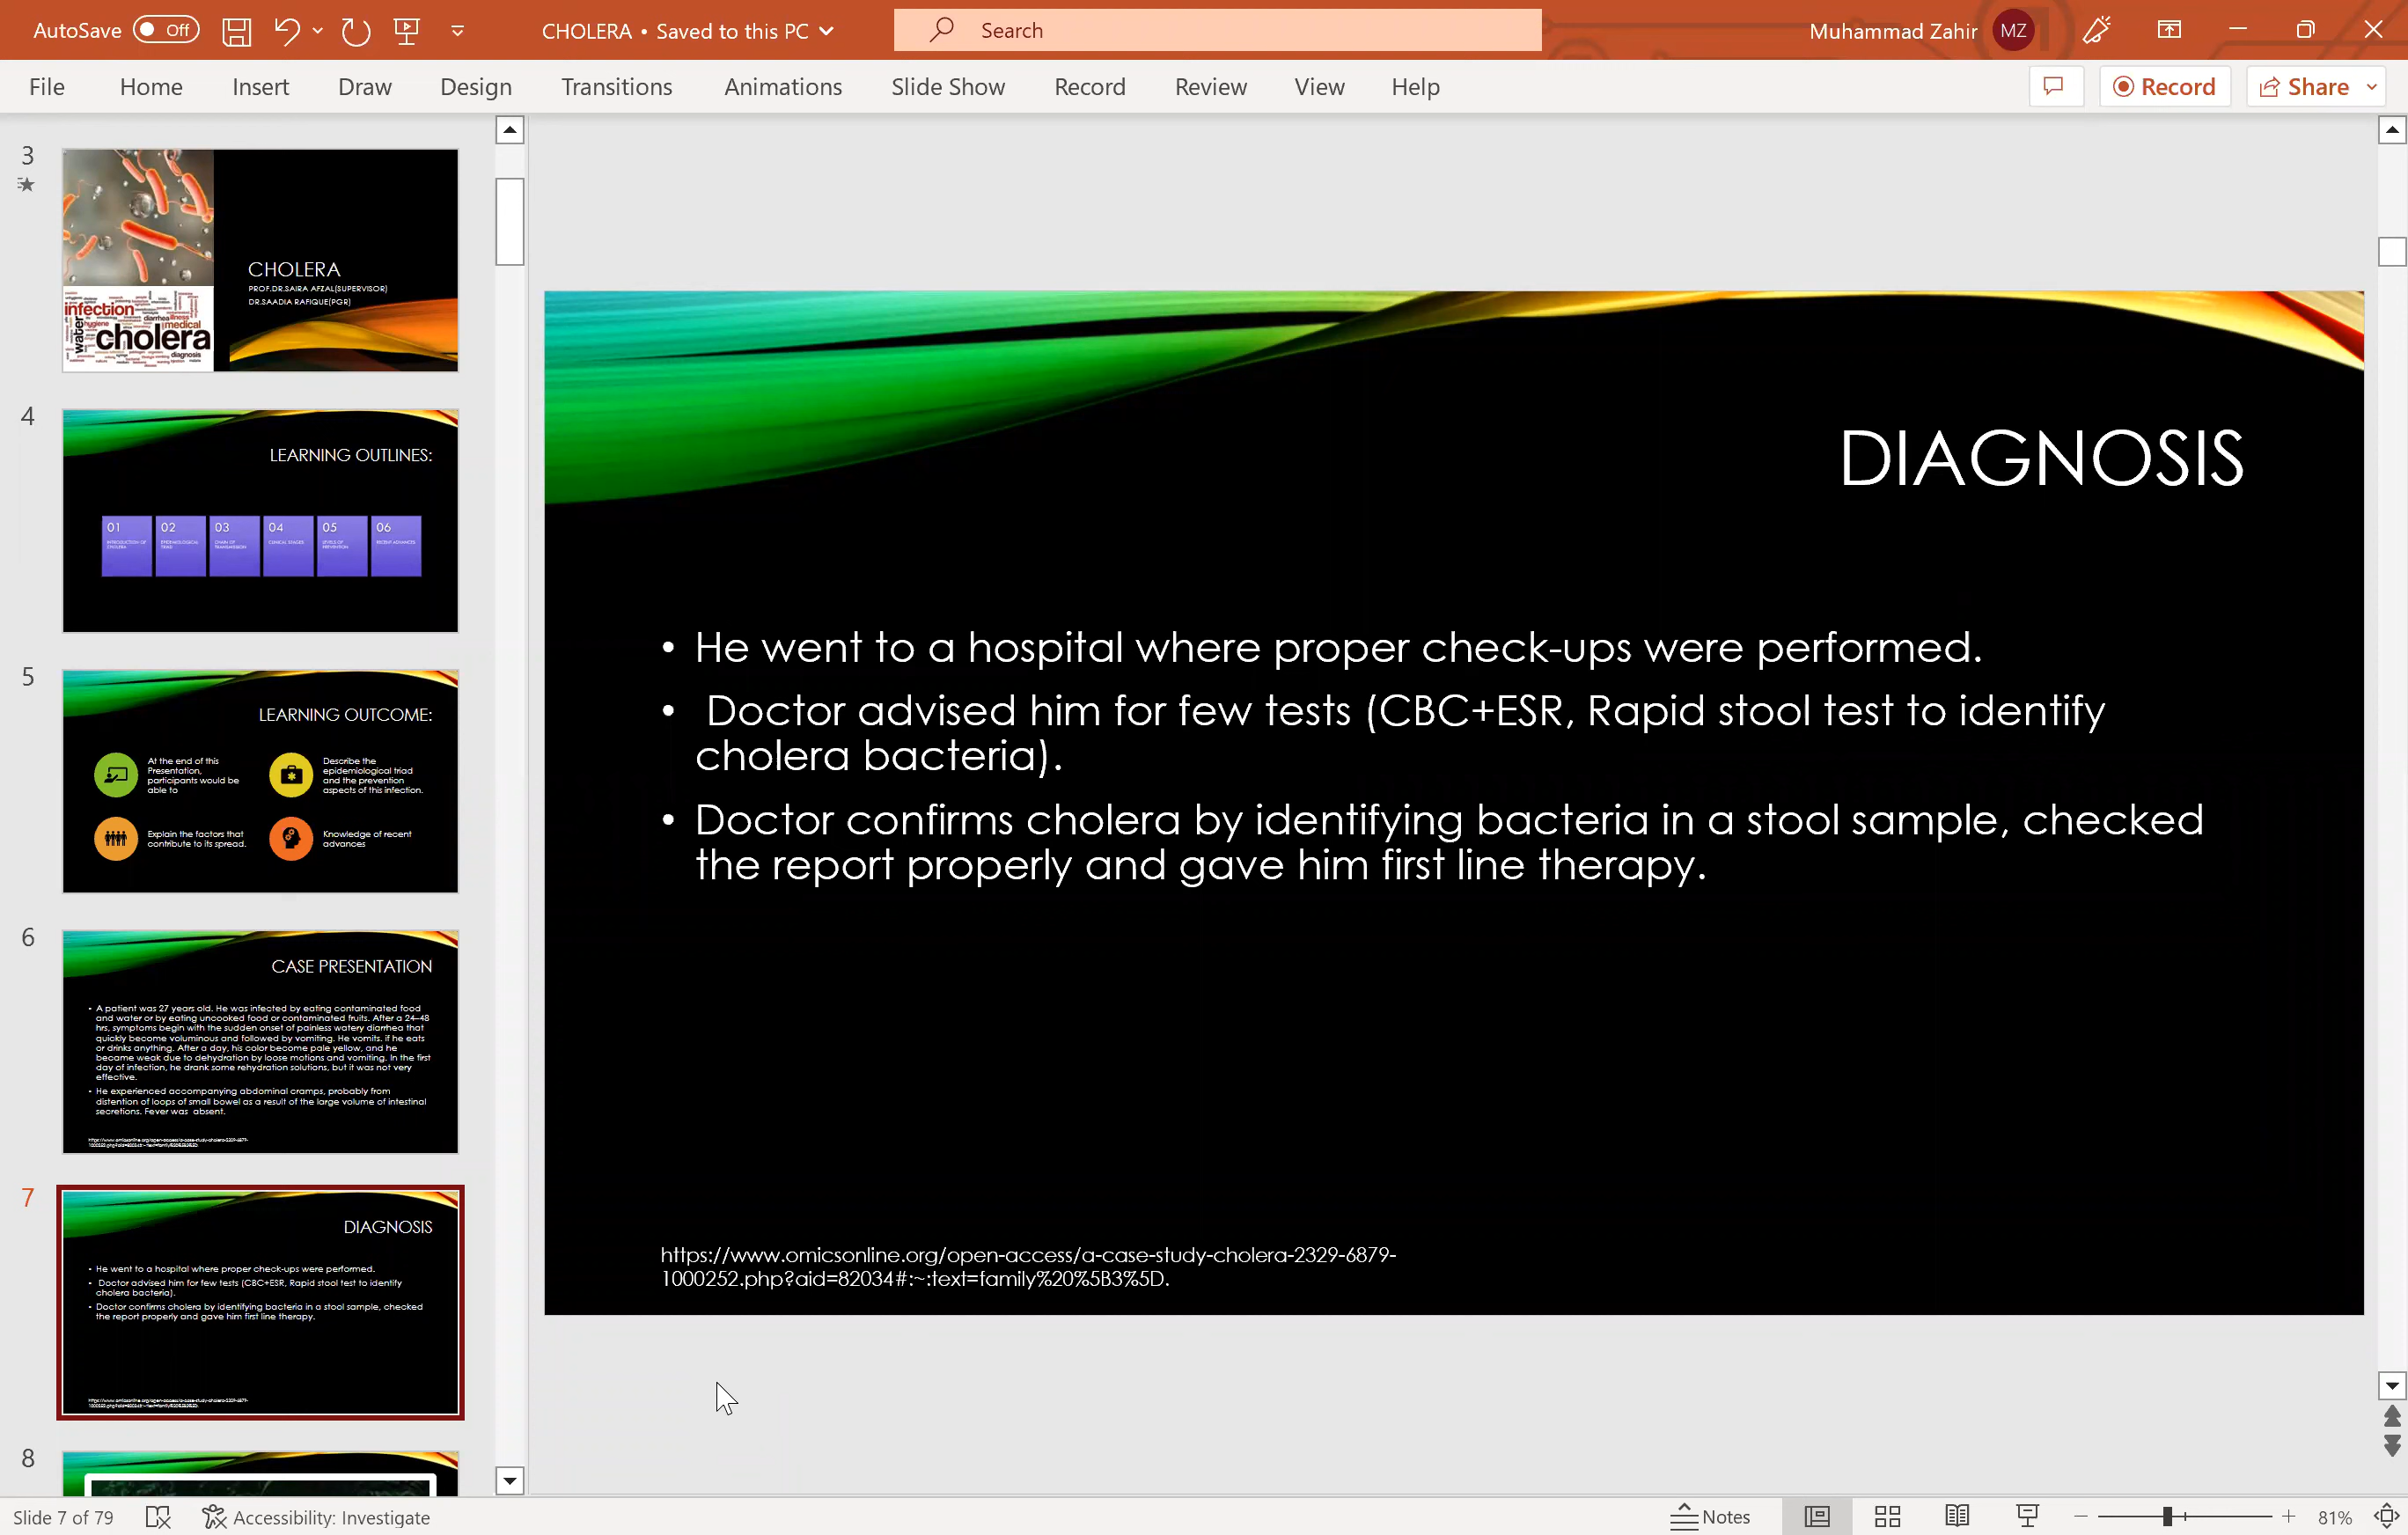 AutoSave Off CHOLERA • Saved to this PC Search Muhammad Zahir MZ
File Home Insert Draw Design Transitions Animations Slide Show Record Review View Help Record Share
3
CHOLERA
PROF.DR.SAIRA AFZAL(SUPERVISOR)
DR.SAADIA RAFIQUE(PGR)
infection
water
hygiene
diarrhea illness
medical
cholera
diagnosis
4
LEARNING OUTLINES:
01 02 03 04 05 06
INTRODUCTION OF CHOLERA
EPIDEMIOLOGICAL TRIAD
CHAIN OF TRANSMISSION
CLINICAL STAGES
LEVELS OF PREVENTION
RECENT ADVANCES
5
LEARNING OUTCOME:
At the end of this
Presentation,
participants would be
able to
Describe the
epidemiological triad
and the prevention
aspects of this infection.
Explain the factors that
contribute to its spread.
Knowledge of recent
advances
6
CASE PRESENTATION
• A patient was 27 years old. He was infected by eating contaminated food
and water or by eating uncooked food or contaminated fruits. After a 24–48
hrs, symptoms begin with the sudden onset of painless watery diarrhea that
quickly become voluminous and followed by vomiting. He vomits. if he eats
or drinks anything. After a day, his color become pale yellow, and he
became weak due to dehydration by loose motions and vomiting. In the first
day of infection, he drank some rehydration solutions, but it was not very
effective.
• He experienced accompanying abdominal cramps, probably from
distention of loops of small bowel as a result of the large volume of intestinal
secretions. Fever was absent.
7
DIAGNOSIS
• He went to a hospital where proper check-ups were performed.
• Doctor advised him for few tests (CBC+ESR, Rapid stool test to identify
cholera bacteria).
• Doctor confirms cholera by identifying bacteria in a stool sample, checked
the report properly and gave him first line therapy.
8
DIAGNOSIS
• He went to a hospital where proper check-ups were performed.
• Doctor advised him for few tests (CBC+ESR, Rapid stool test to identify
cholera bacteria).
• Doctor confirms cholera by identifying bacteria in a stool sample, checked
the report properly and gave him first line therapy.
https://www.omicsonline.org/open-access/a-case-study-cholera-2329-6879-
1000252.php?aid=82034#:~:text=family%20%5B3%5D.
Slide 7 of 79 Accessibility: Investigate Notes 81%